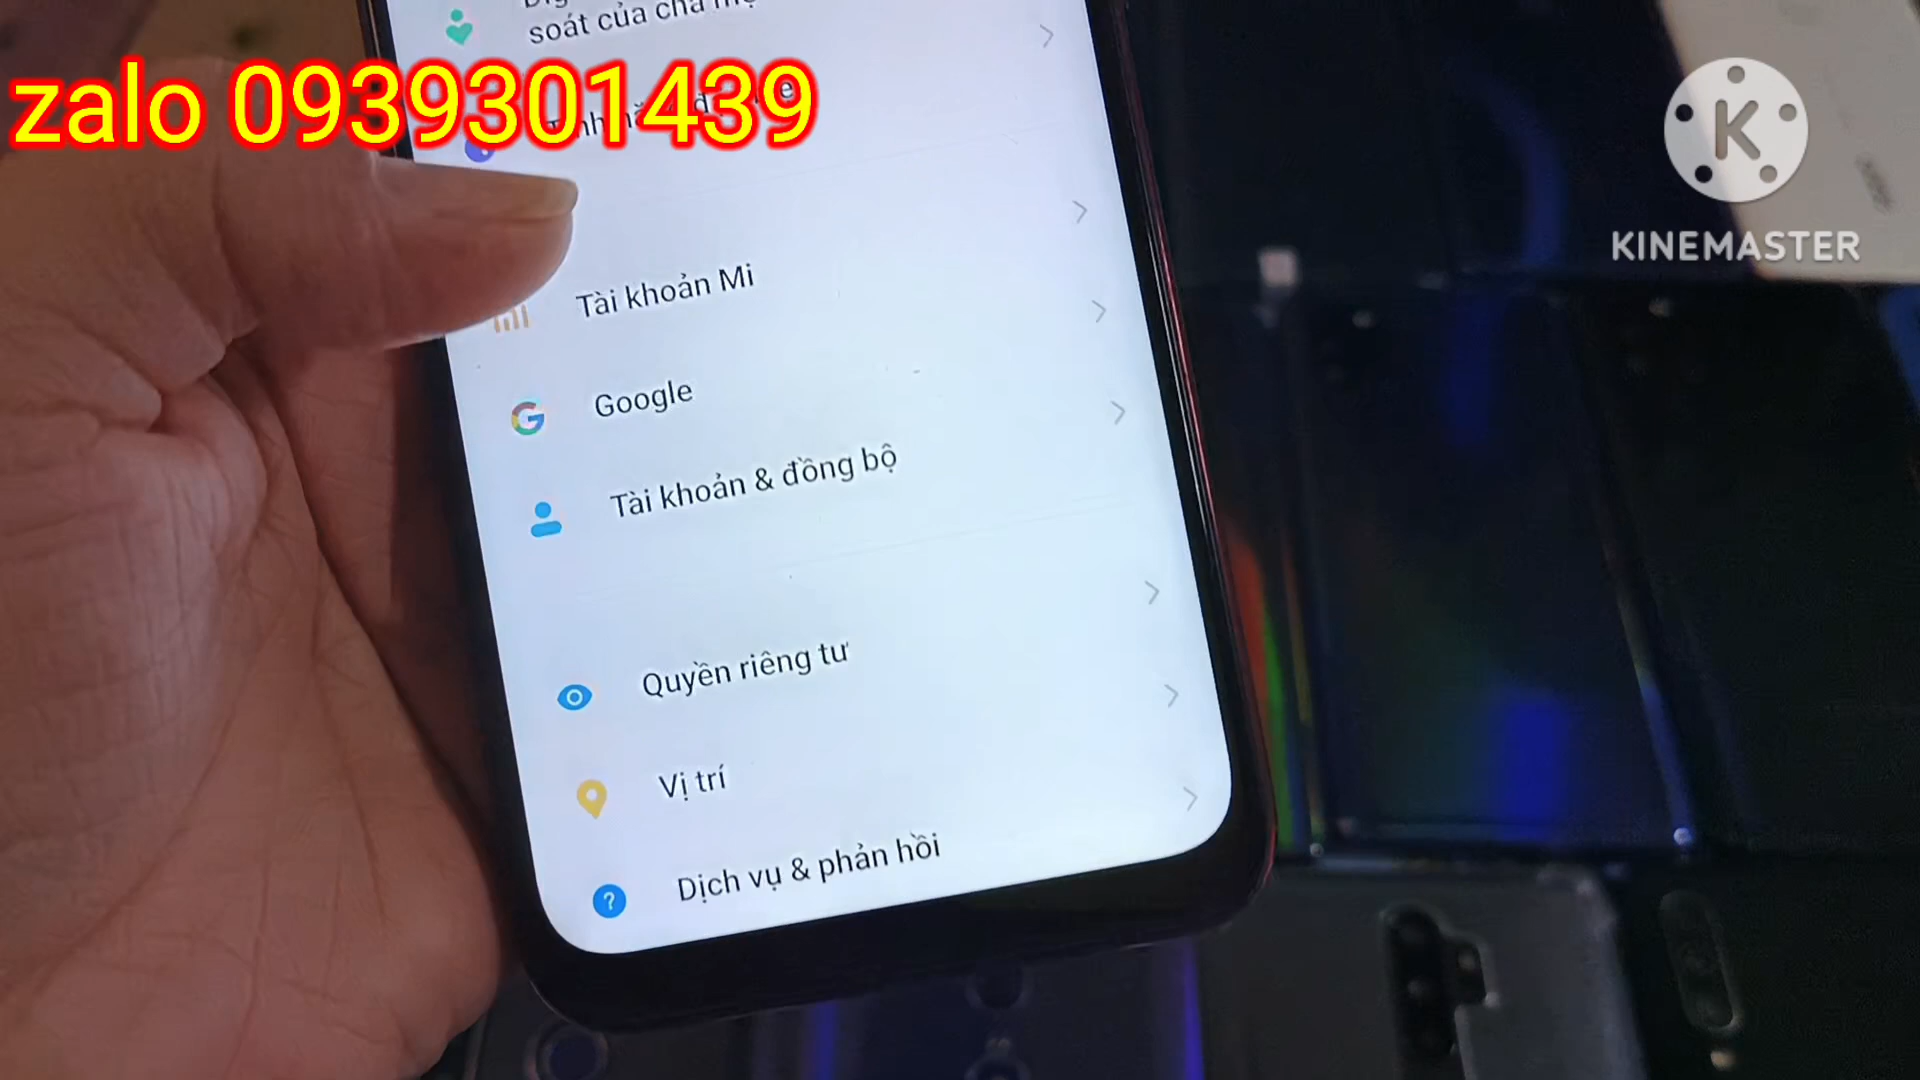 soát của cha
zalo 0939301439
KINEMASTER
Tài khoản Mi
Google
Tài khoản & đồng bộ
Quyền riêng tư
Vị trí
Dịch vụ & phản hồi